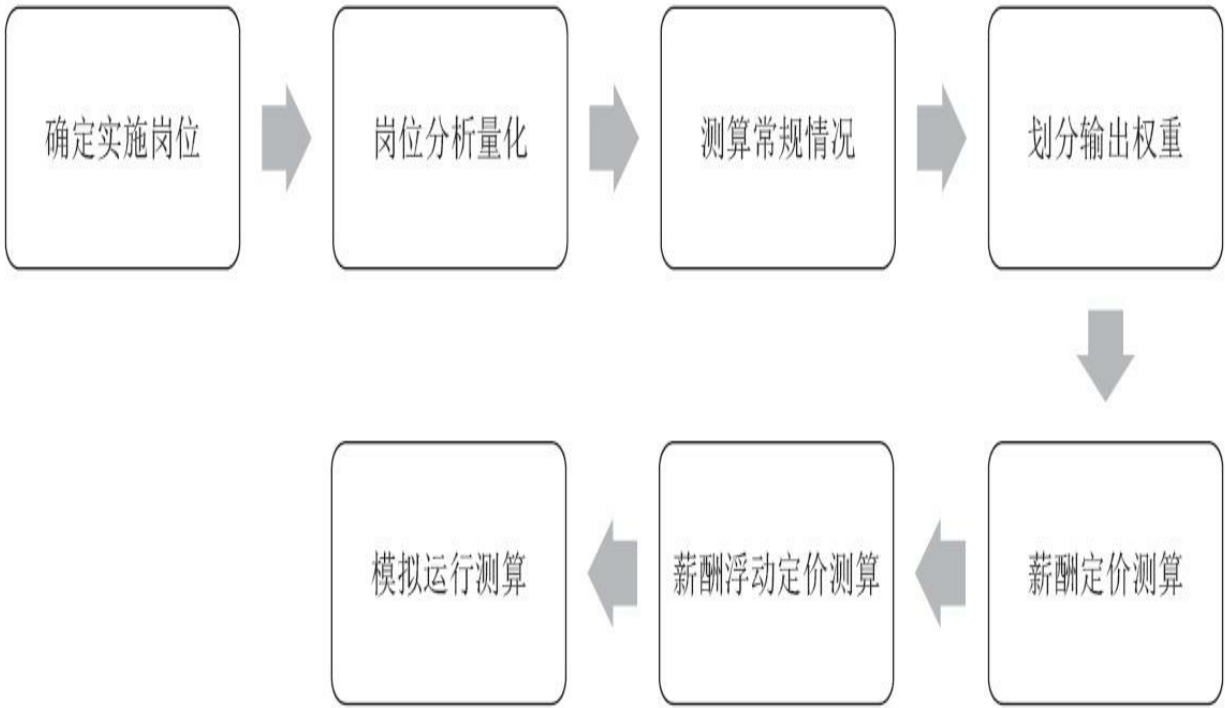 确定实施岗位
岗位分析量化
测算常规情况
划分输出权重
薪酬定价测算
薪酬浮动定价测算
模拟运行测算